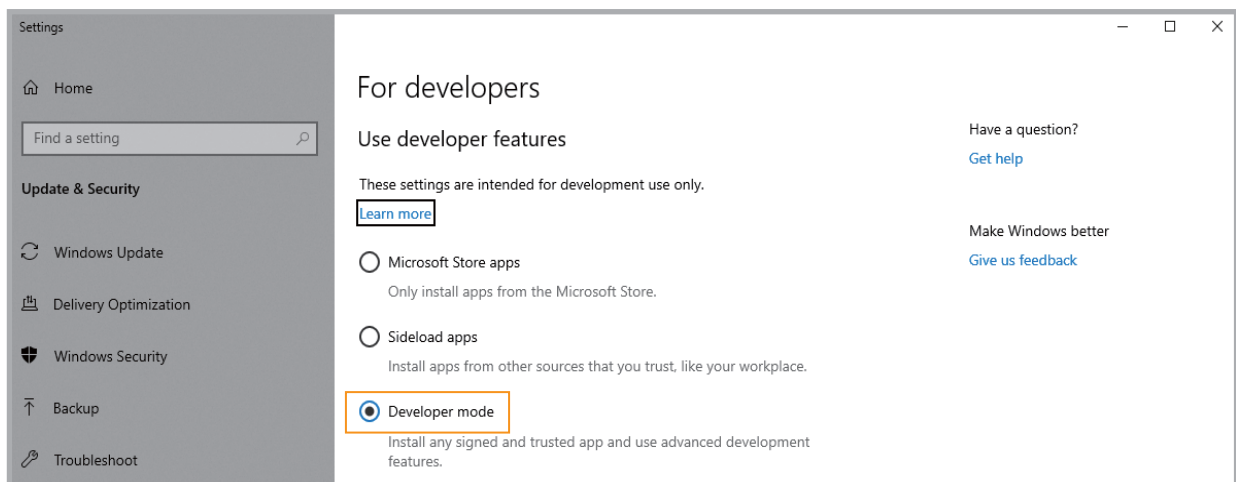 Settings
Home
Find a setting
Update & Security
Windows Update
Delivery Optimization
Windows Security
Backup
Troubleshoot
For developers
Use developer features
These settings are intended for development use only.
Learn more
Microsoft Store apps
Only install apps from the Microsoft Store.
Sideload apps
Install apps from other sources that you trust, like your workplace.
Developer mode
Install any signed and trusted app and use advanced development
features.
Have a question?
Get help
Make Windows better
Give us feedback